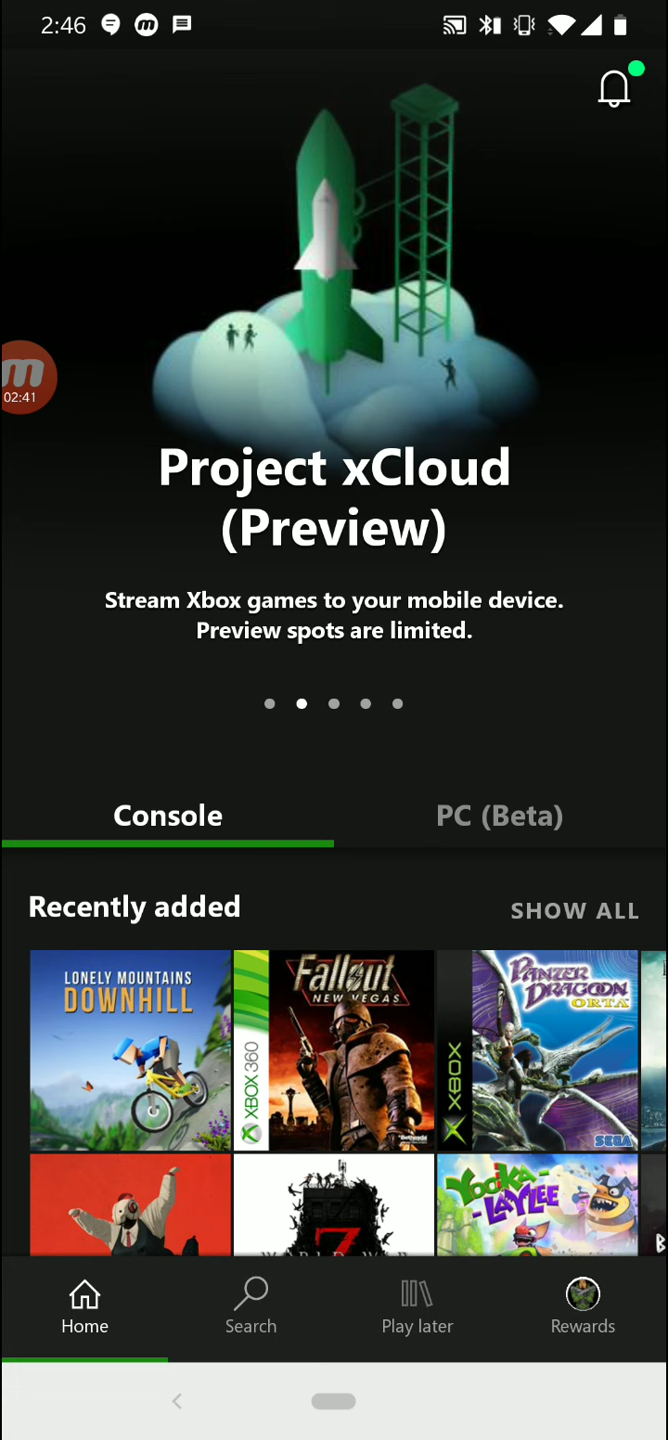 2:46
m
02:41
Project xCloud
(Preview)
Stream Xbox games to your mobile device.
Preview spots are limited.
Console
PC (Beta)
Recently added
SHOW ALL
LONELY MOUNTAINS
DOWNHILL
XBOX 360
Fallout
NEW VEGAS
Bethesda
XBOX
PANZER
DRAGOON
ORTA
SEGA
Z
YOOKA
-LAYLEE
Home
Search
Play later
Rewards